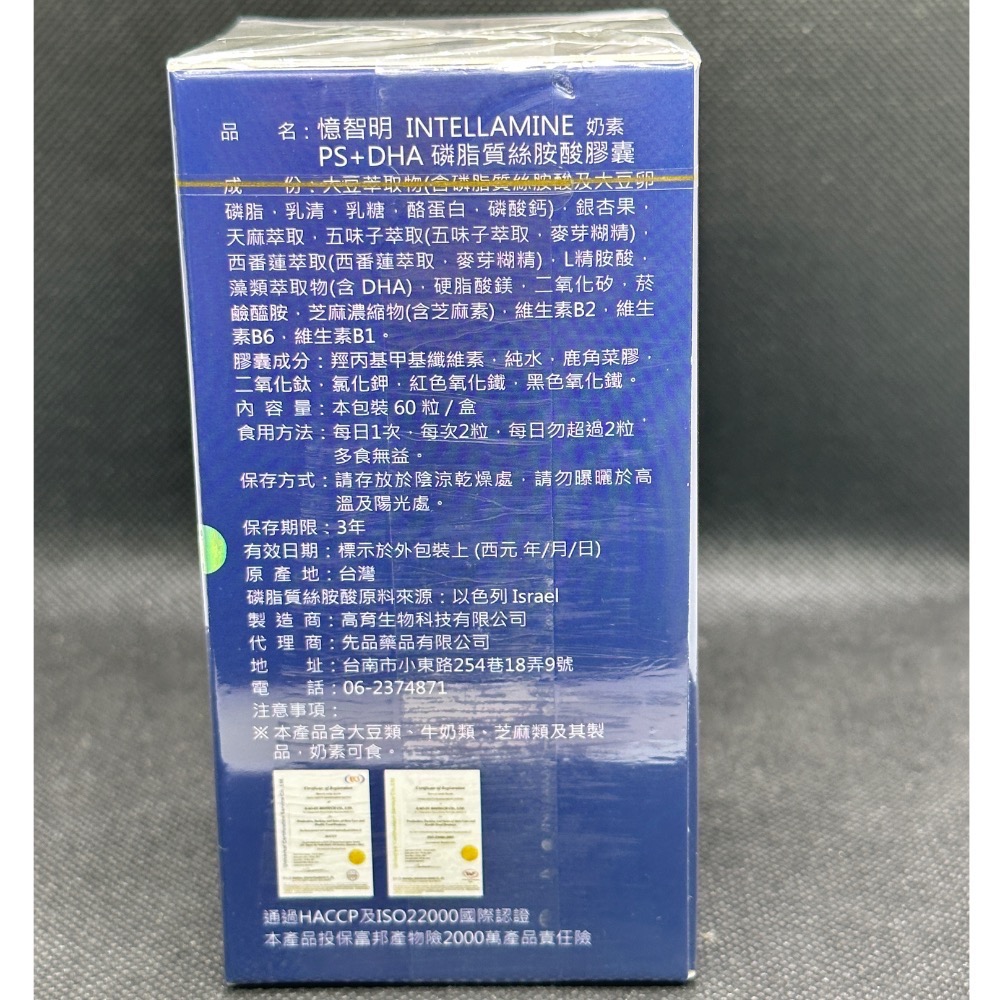 品　　名：憶智明 INTELLAMINE 奶素
PS+DHA 磷脂質絲胺酸膠囊
成　　份：大豆萃取物(含磷脂質絲胺酸及大豆卵
磷脂，乳清，乳糖，酪蛋白，磷酸鈣)，銀杏果，
天麻萃取，五味子萃取(五味子萃取，麥芽糊精)，
西番蓮萃取(西番蓮萃取，麥芽糊精)，L精胺酸，
藻類萃取物(含 DHA)，硬脂酸鎂，二氧化矽，菸
鹼醯胺，芝麻濃縮物(含芝麻素)，維生素B2，維生
素B6，維生素B1。
膠囊成分：羥丙基甲基纖維素，純水，鹿角菜膠，
二氧化鈦，氯化鉀，紅色氧化鐵，黑色氧化鐵。
內 容 量：本包裝 60 粒 / 盒
食用方法：每日1次，每次2粒，每日勿超過2粒，
多食無益。
保存方式：請存放於陰涼乾燥處，請勿曝曬於高
溫及陽光處。
保存期限：3年
有效日期：標示於外包裝上 (西元 年/月/日)
原 產 地：台灣
磷脂質絲胺酸原料來源：以色列 Israel
製 造 商：高育生物科技有限公司
代 理 商：先品藥品有限公司
地　　址：台南市小東路254巷18弄9號
電　　話：06-2374871
注意事項：
※本產品含大豆類、牛奶類、芝麻類及其製
品，奶素可食。
Certificate of Registration
Certificate of Registration
通過HACCP及ISO22000國際認證
本產品投保富邦產物險2000萬產品責任險